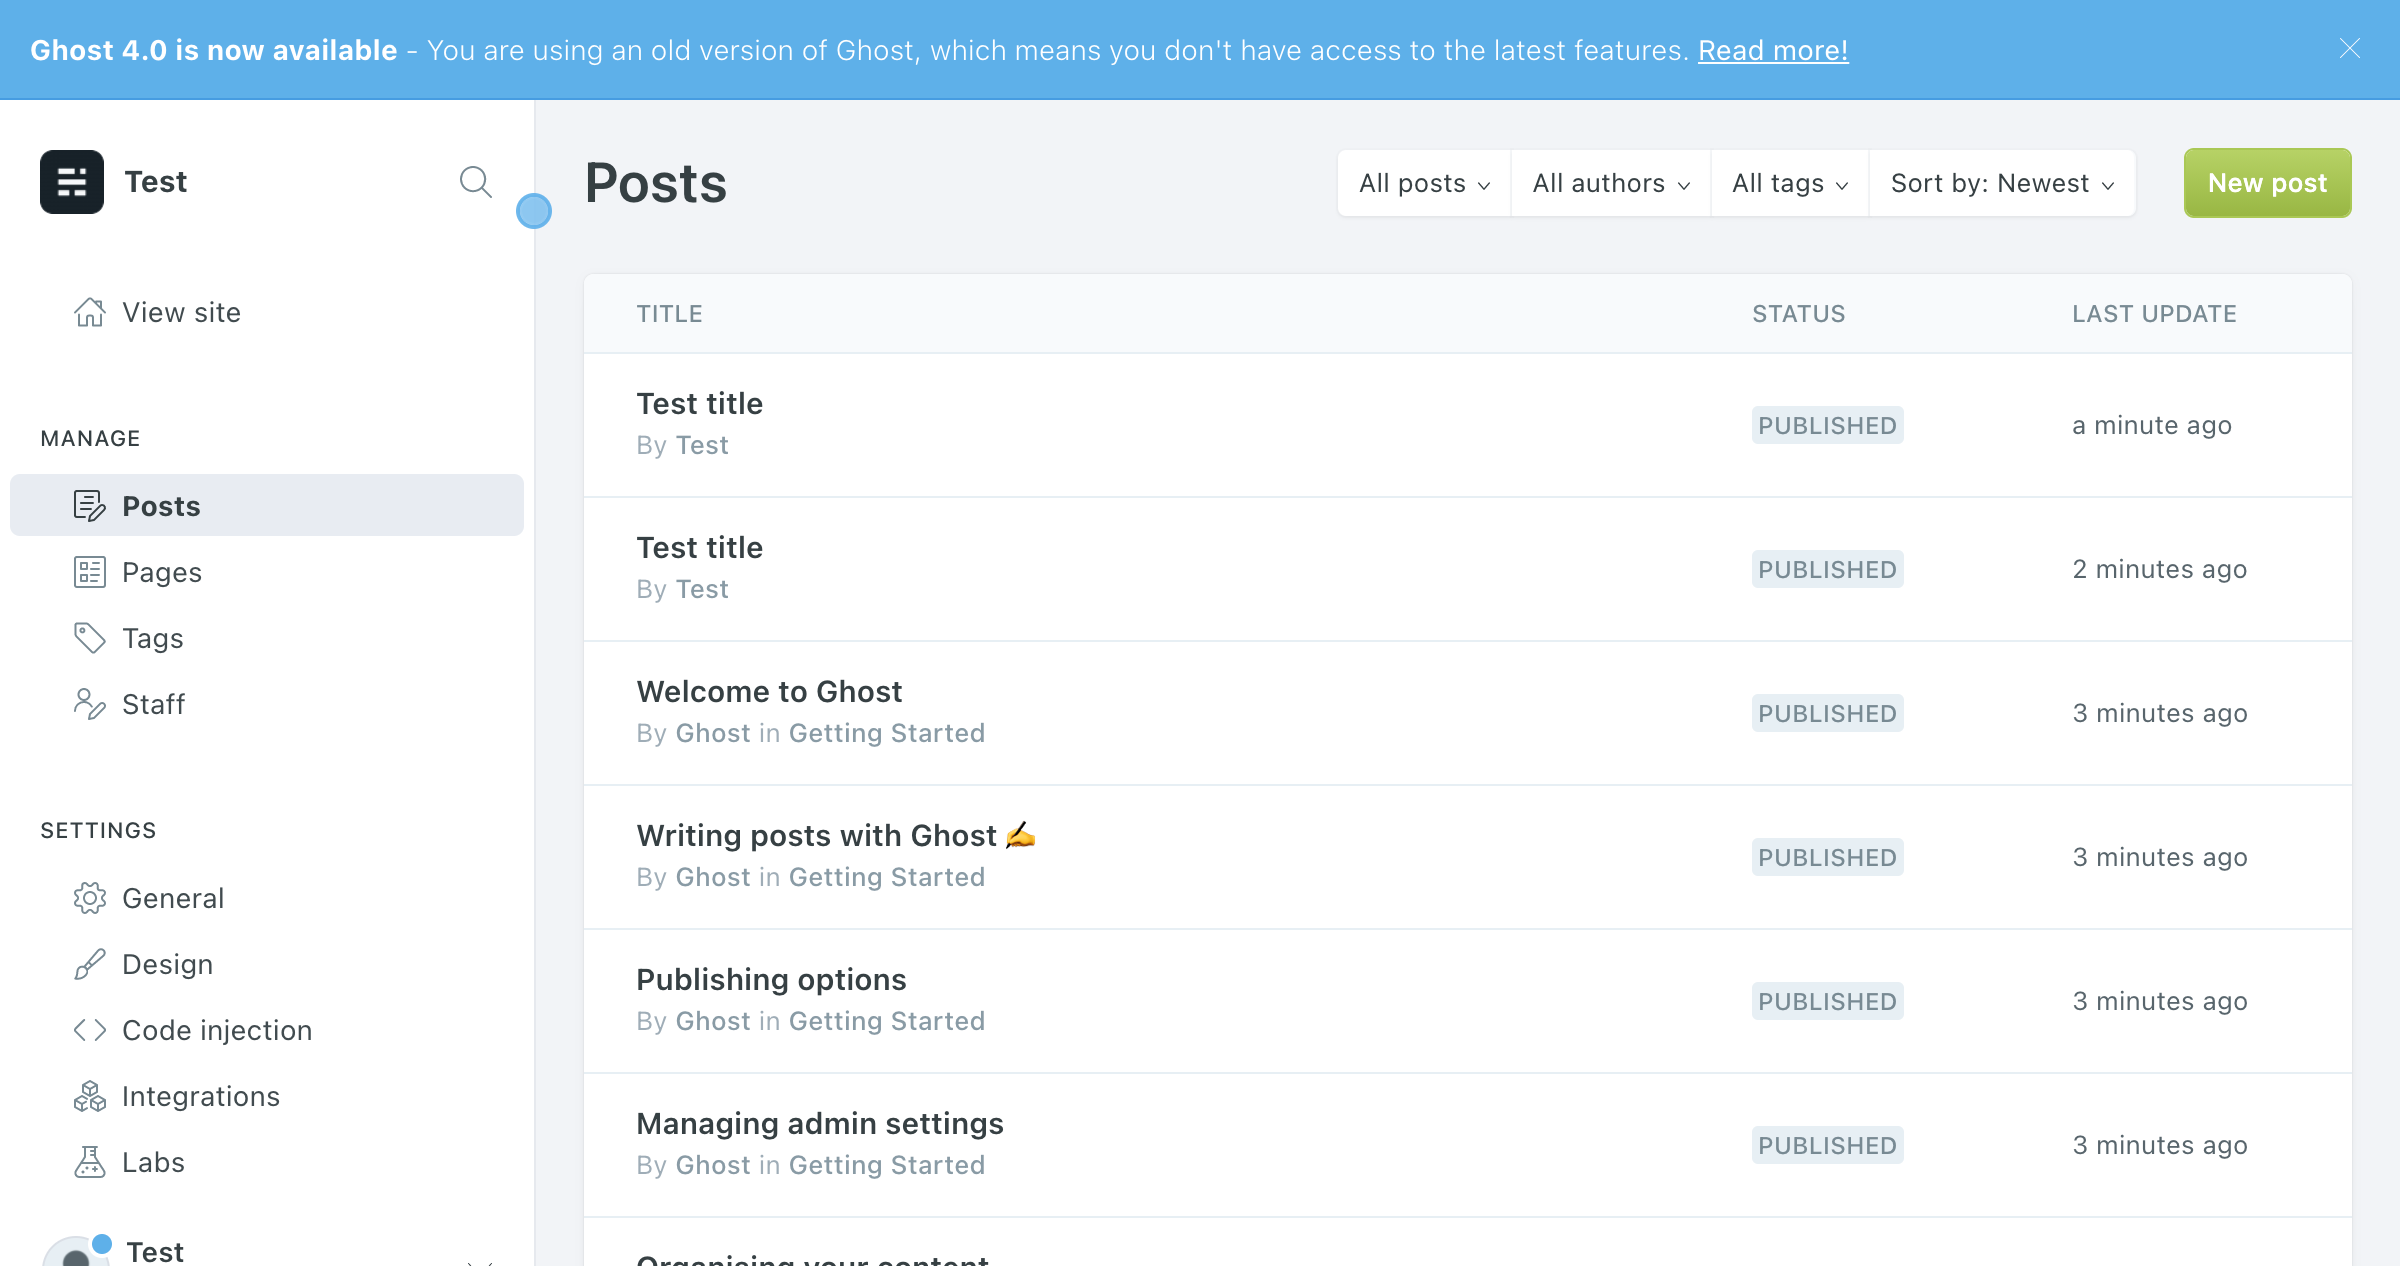 Ghost 4.0 is now available - You are using an old version of Ghost, which means you don't have access to the latest features. Read more!
Test
View site
MANAGE
Posts
Pages
Tags
Staff
SETTINGS
General
Design
Code injection
Integrations
Labs
Test
Posts
All posts All authors All tags Sort by: Newest New post
TITLE STATUS LAST UPDATE
Test title
By Test
PUBLISHED a minute ago
Test title
By Test
PUBLISHED 2 minutes ago
Welcome to Ghost
By Ghost in Getting Started
PUBLISHED 3 minutes ago
Writing posts with Ghost ✍️
By Ghost in Getting Started
PUBLISHED 3 minutes ago
Publishing options
By Ghost in Getting Started
PUBLISHED 3 minutes ago
Managing admin settings
By Ghost in Getting Started
PUBLISHED 3 minutes ago
Organising your content